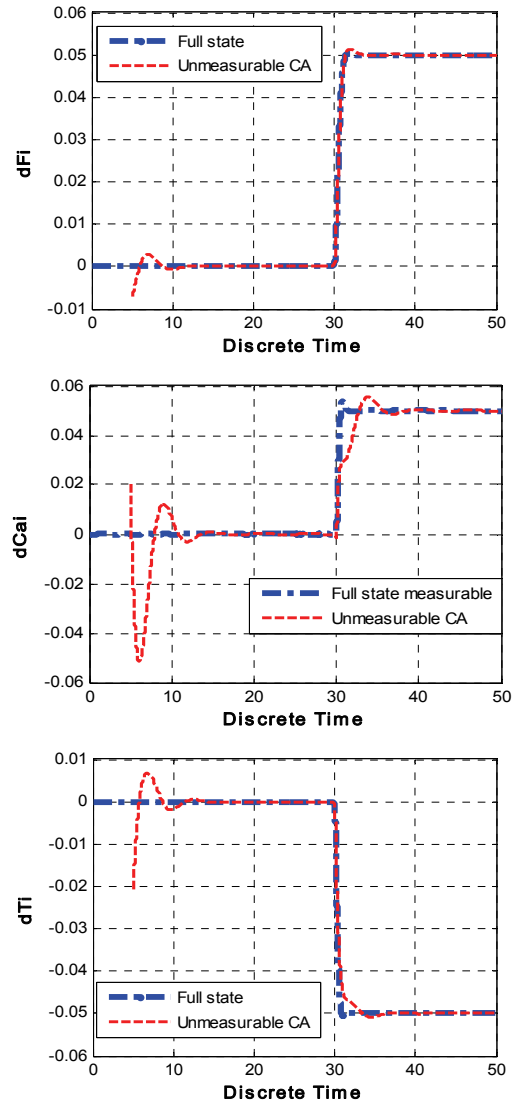 0.06
0.05
0.04
0.03
0.02
0.01
0
-0.01
dFi
Full state
Unmeasurable CA
0 10 20 30 40 50
Discrete Time
0.06
0.04
0.02
0
-0.02
-0.04
-0.06
dCai
Full state measurable
Unmeasurable CA
0 10 20 30 40 50
Discrete Time
0.01
0
-0.01
-0.02
-0.03
-0.04
-0.05
-0.06
dTi
Full state
Unmeasurable CA
0 10 20 30 40 50
Discrete Time